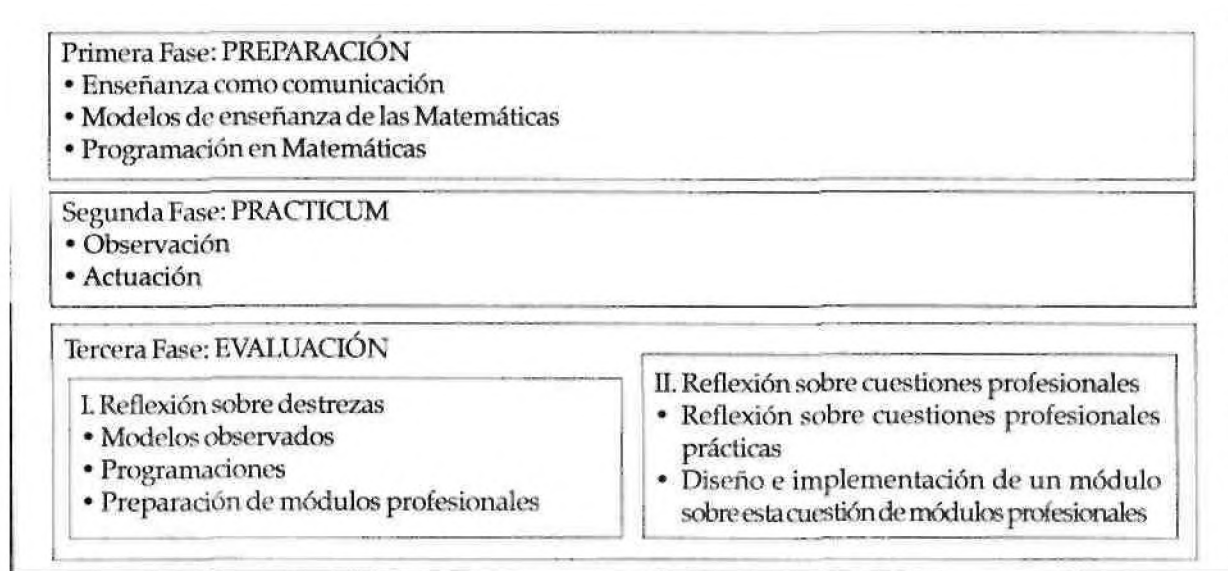 Primera Fase: PREPARACIÓN
• Enseñanza como comunicación
• Modelos de enseñanza de las Matemáticas
• Programación en Matemáticas
Segunda Fase: PRACTICUM
• Observación
• Actuación
Tercera Fase: EVALUACIÓN
I. Reflexión sobre destrezas
• Modelos observados
• Programaciones
• Preparación de módulos profesionales
II. Reflexión sobre cuestiones profesionales
• Reflexión sobre cuestiones profesionales
prácticas
• Diseño e implementación de un módulo
sobre esta cuestión de módulos profesionales